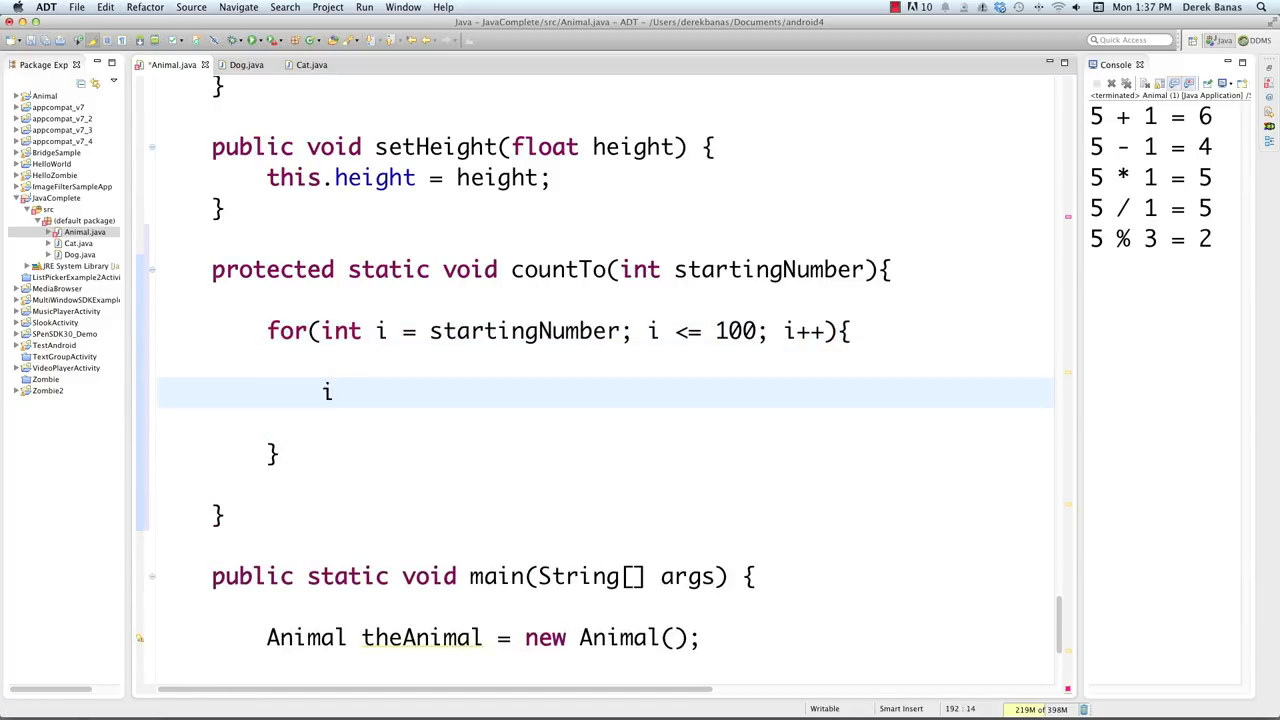 ADT File Edit Refactor Source Navigate Search Project Run Window Help 10 Mon 1:37 PM Derek Banas
Java – JavaComplete/src/Animal.java – ADT – /Users/derekbanas/Documents/android4
Quick Access Java DDMS
Package Exp
*Animal.java Dog.java Cat.java
Console
<terminated> Animal (1) [Java Application] /S
Animal
appcompat_v7
appcompat_v7_2
appcompat_v7_3
appcompat_v7_4
BridgeSample
HelloWorld
HelloZombie
ImageFilterSampleApp
JavaComplete
src
(default package)
Animal.java
Cat.java
Dog.java
JRE System Library [Ja
ListPickerExample2Activi
MediaBrowser
MultiWindowSDKExample
MusicPlayerActivity
SlookActivity
SPenSDK30_Demo
TestAndroid
TextGroupActivity
VideoPlayerActivity
Zombie
Zombie2
}
public void setHeight(float height) {
this.height = height;
}
protected static void countTo(int startingNumber){
for(int i = startingNumber; i <= 100; i++){
i
}
}
public static void main(String[] args) {
Animal theAnimal = new Animal();
5 + 1 = 6
5 - 1 = 4
5 * 1 = 5
5 / 1 = 5
5 % 3 = 2
Writable Smart Insert 192 : 14 219M of 398M